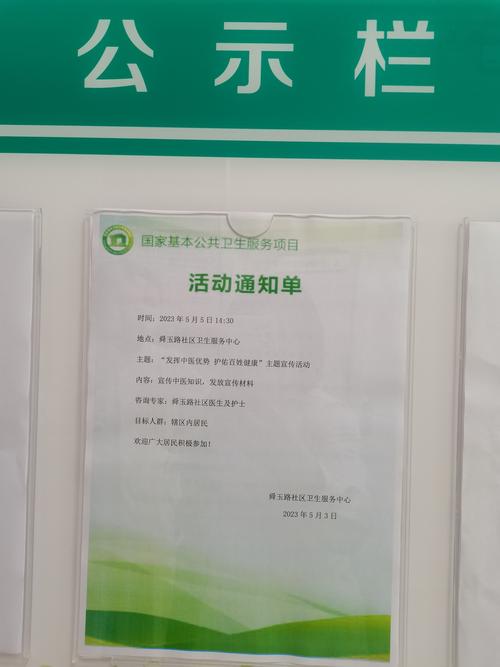 公示栏
国家基本公共卫生服务项目
活动通知单
时间：2023年5月5日14:30
地点：舜玉路社区卫生服务中心
主题：“发挥中医优势 护佑百姓健康”主题宣传活动
内容：宣传中医知识，发放宣传材料
咨询专家：舜玉路社区医生及护士
目标人群：辖区内居民
欢迎广大居民积极参加！
舜玉路社区卫生服务中心
2023年5月3日